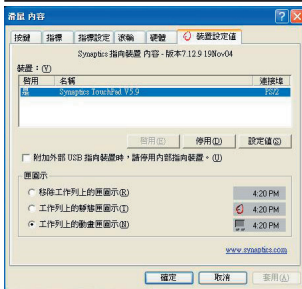 滑鼠 內容
按鍵 指標 指標設定 滾輪 硬體 裝置設定值
Synaptics 指向裝置 內容 - 版本7.12.9 19Nov04
裝置：(Y)
啓用 名稱 連接埠
是 Synaptics TouchPad V5.9 PS/2
啓用(E) 停用(D) 設定值(S)
附加外部 USB 指向裝置時，請停用內部指向裝置。(U)
匣圖示
移除工作列上的匣圖示(R) 4:20 PM
工作列上的靜態匣圖示(T) 4:20 PM
工作列上的動畫匣圖示(M) 4:20 PM
www.synaptics.com
確定 取消 套用(A)